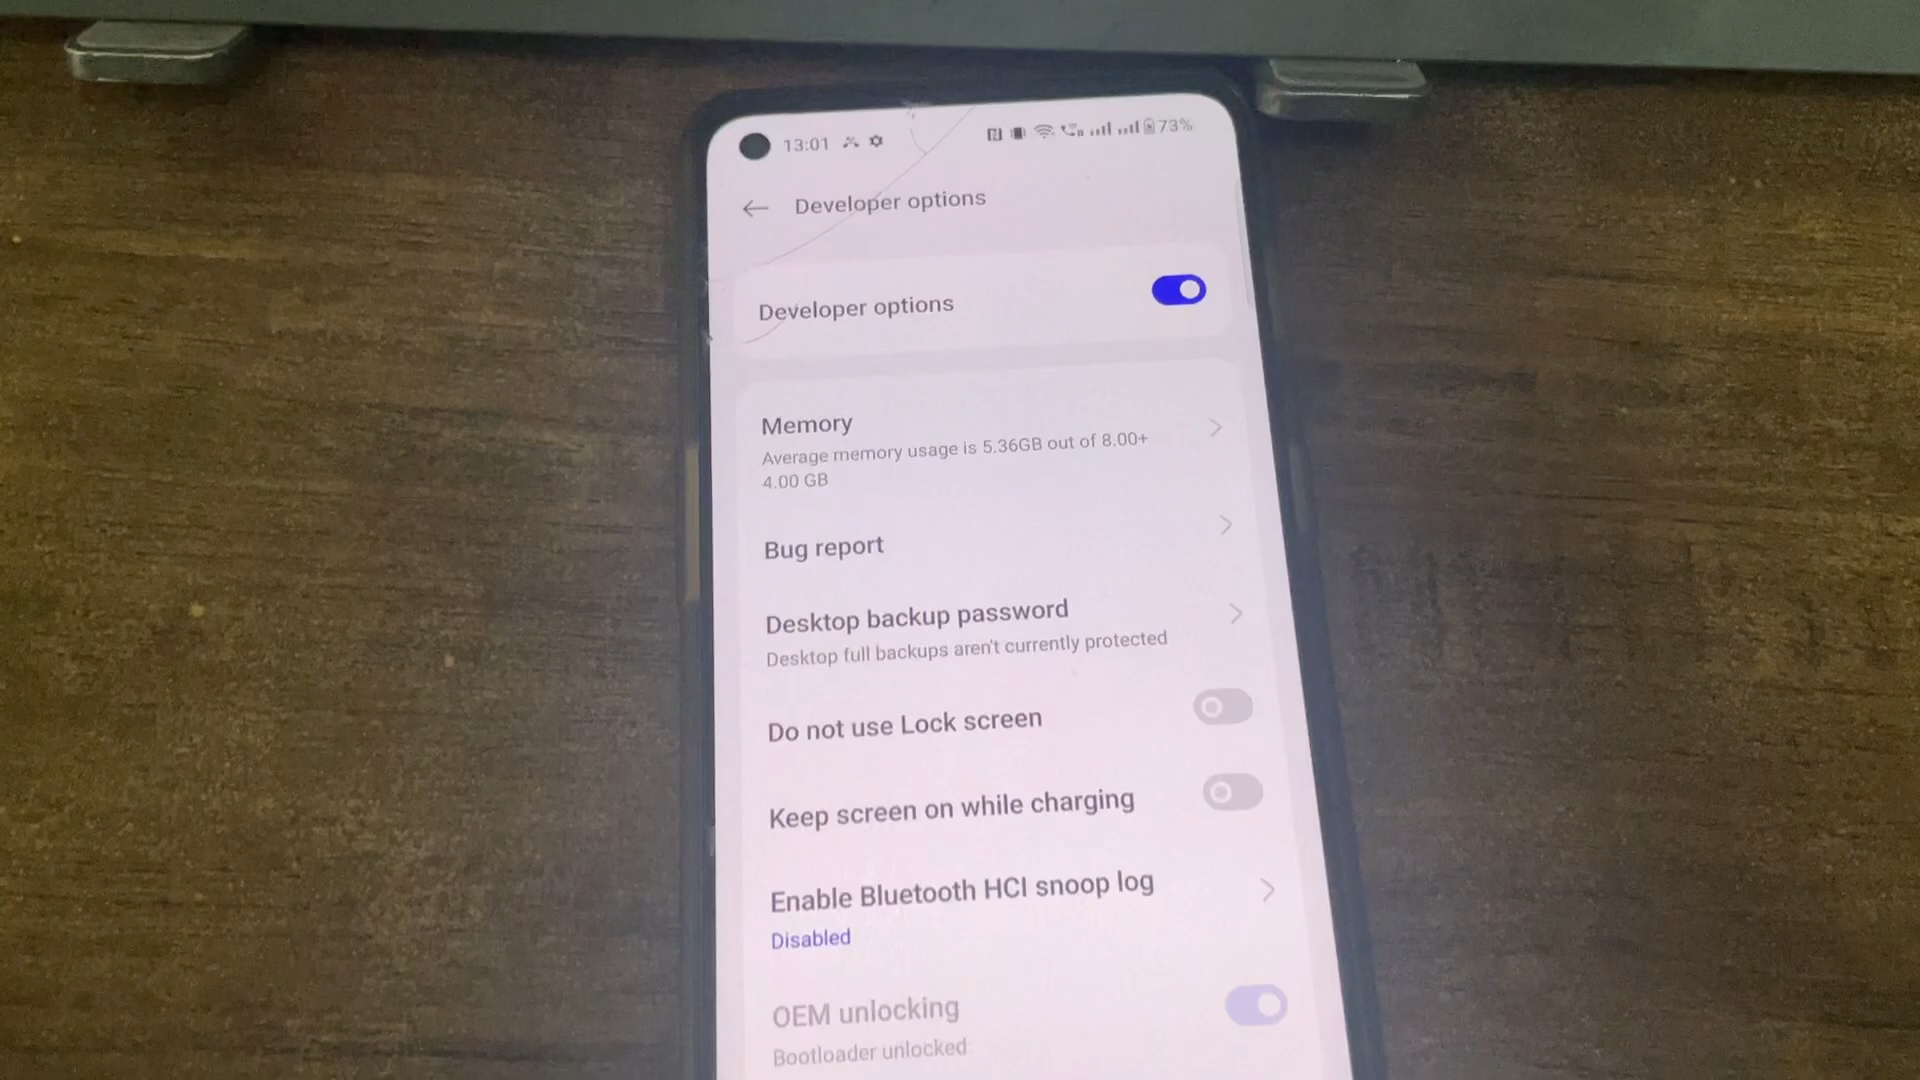 13:01
73%
Developer options
Developer options
Memory
Average memory usage is 5.36GB out of 8.00+
4.00 GB
Bug report
Desktop backup password
Desktop full backups aren't currently protected
Do not use Lock screen
Keep screen on while charging
Enable Bluetooth HCI snoop log
Disabled
OEM unlocking
Bootloader unlocked